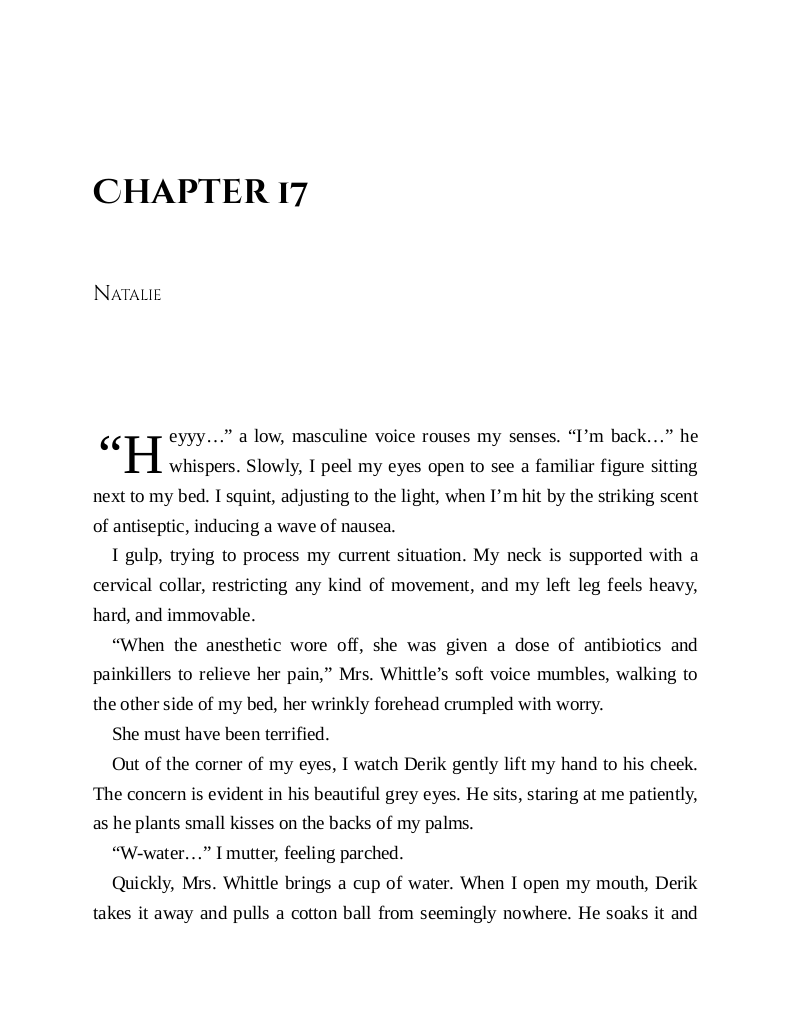 CHAPTER 17
NATALIE
“Heyyy…” a low, masculine voice rouses my senses. “I’m back…” he
whispers. Slowly, I peel my eyes open to see a familiar figure sitting
next to my bed. I squint, adjusting to the light, when I’m hit by the striking scent
of antiseptic, inducing a wave of nausea.
I gulp, trying to process my current situation. My neck is supported with a
cervical collar, restricting any kind of movement, and my left leg feels heavy,
hard, and immovable.
“When the anesthetic wore off, she was given a dose of antibiotics and
painkillers to relieve her pain,” Mrs. Whittle’s soft voice mumbles, walking to
the other side of my bed, her wrinkly forehead crumpled with worry.
She must have been terrified.
Out of the corner of my eyes, I watch Derik gently lift my hand to his cheek.
The concern is evident in his beautiful grey eyes. He sits, staring at me patiently,
as he plants small kisses on the backs of my palms.
“W-water…” I mutter, feeling parched.
Quickly, Mrs. Whittle brings a cup of water. When I open my mouth, Derik
takes it away and pulls a cotton ball from seemingly nowhere. He soaks it and